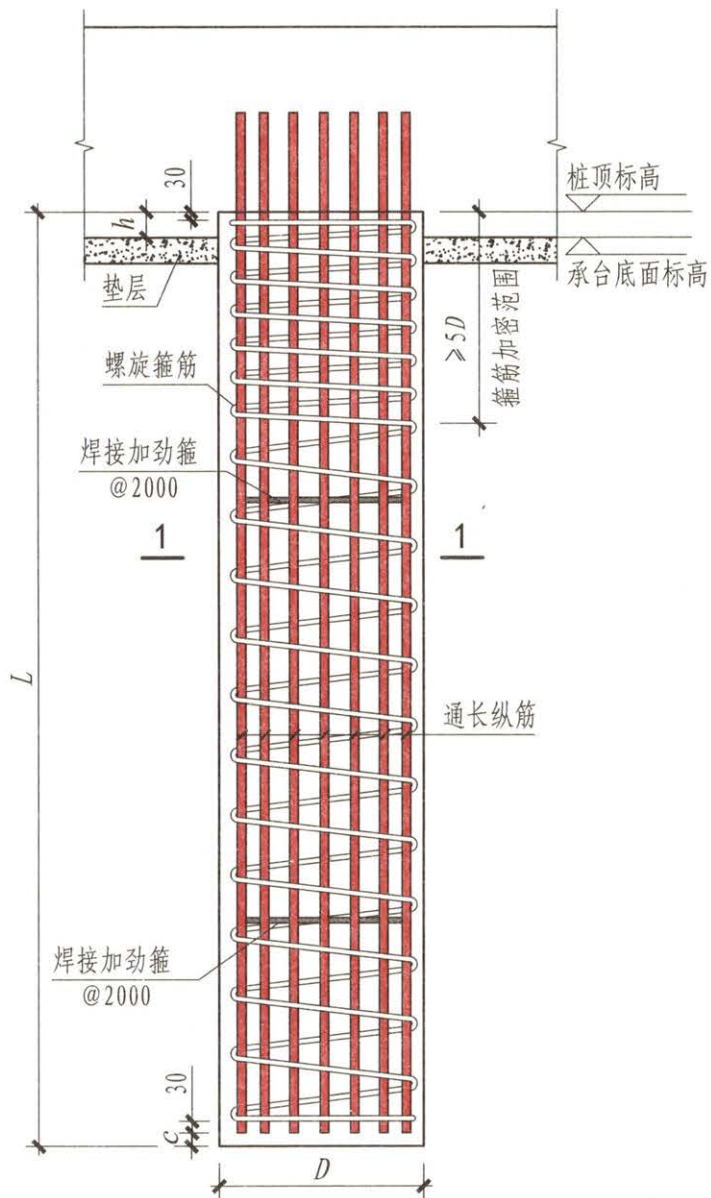 30
h
桩顶标高
承台底面标高
垫层
≥5D
箍筋加密范围
螺旋箍筋
焊接加劲箍
@2000
1
1
L
通长纵筋
焊接加劲箍
@2000
30
c
D